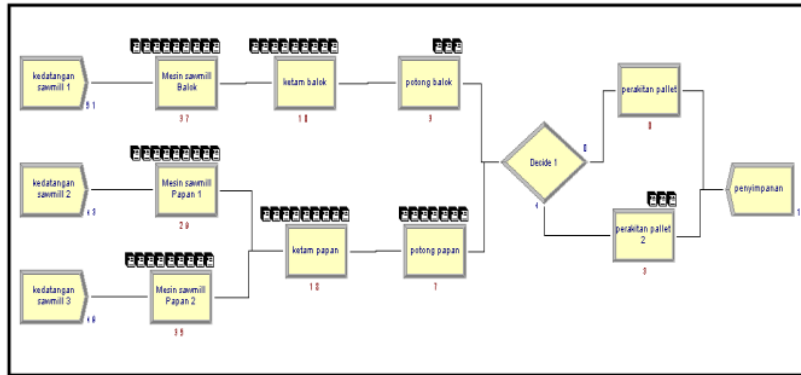 kedatangan
sawmill 1
Mesin sawmill
Balok
ketam balok
potong balok
perakitan pallet
kedatangan
sawmill 2
Mesin sawmill
Papan 1
Decide 1
penyimpanan
ketam papan
potong papan
perakitan pallet
2
kedatangan
sawmill 3
Mesin sawmill
Papan 2